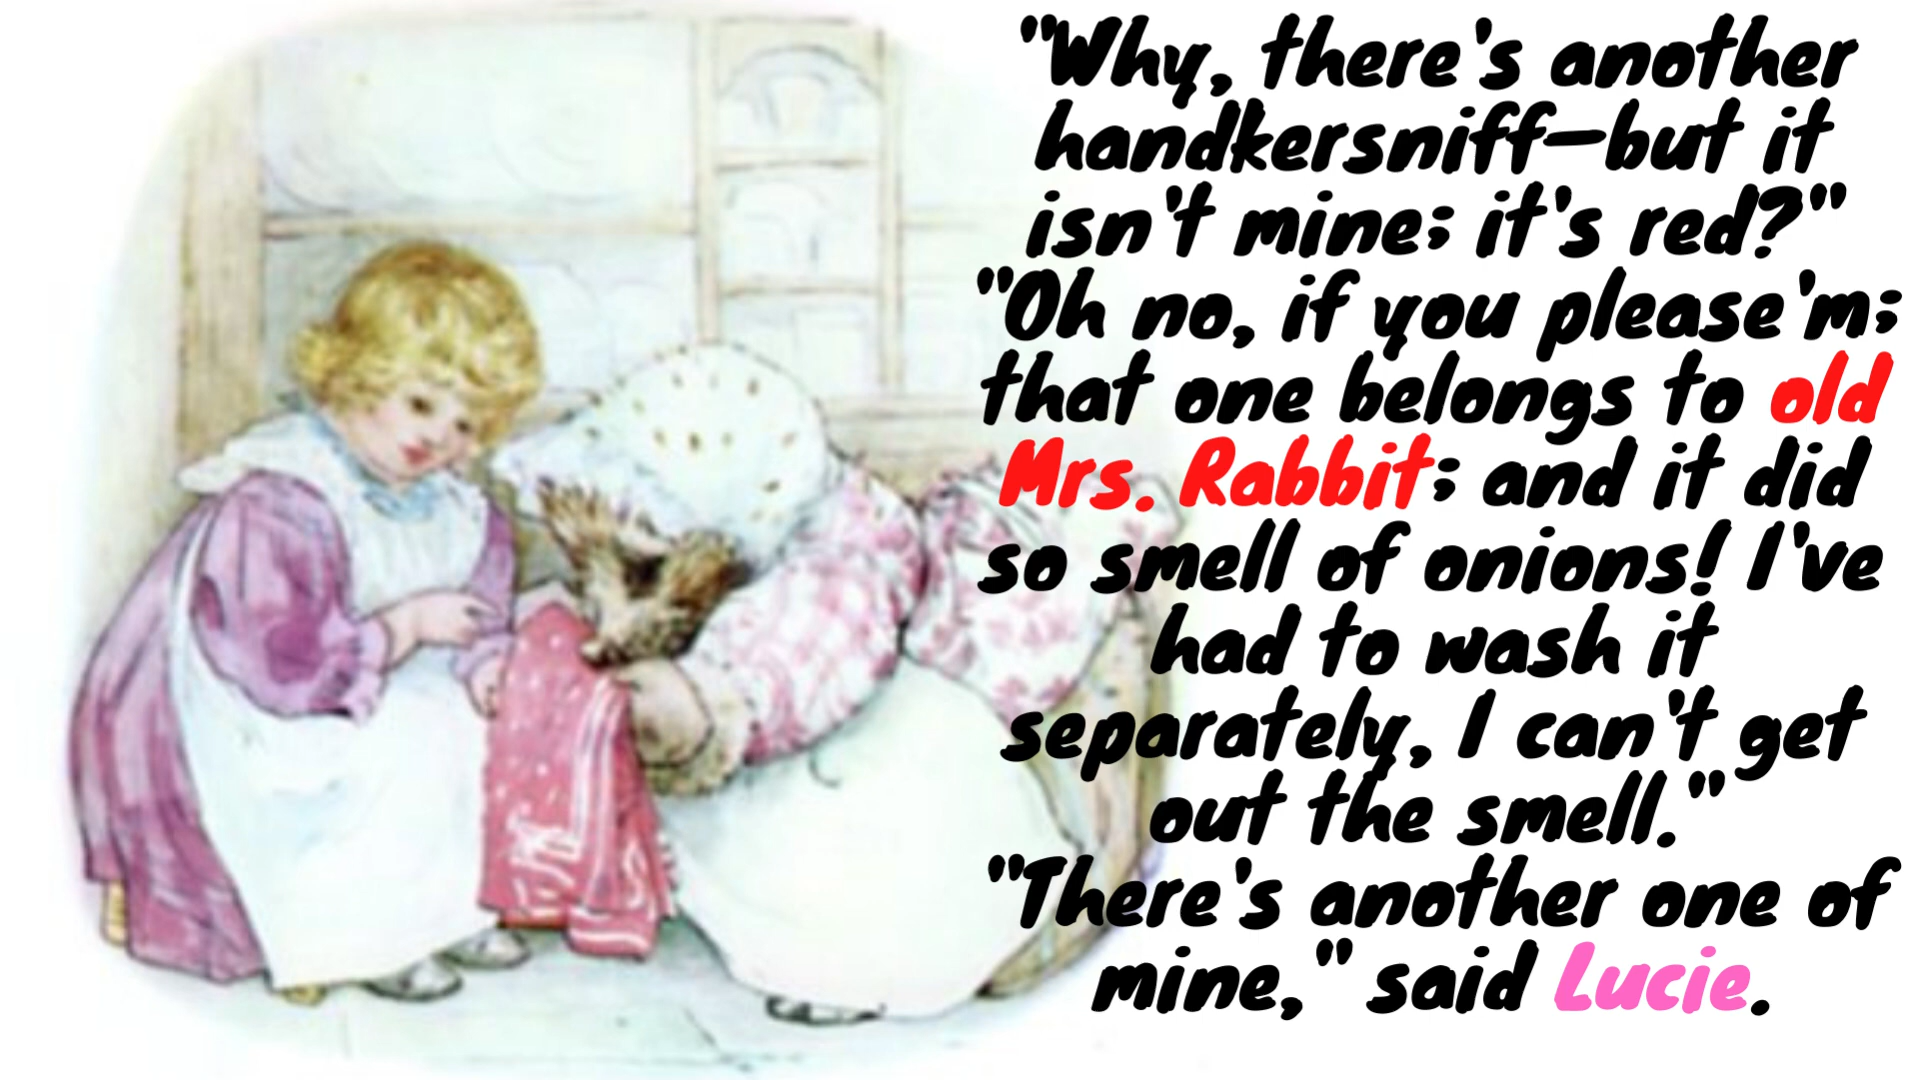 "Why, there's another
handkersniff—but it
isn't mine; it's red?"
"Oh no, if you please'm;
that one belongs to old
Mrs. Rabbit; and it did
so smell of onions! I've
had to wash it
separately, I can't get
out the smell."
"There's another one of
mine," said Lucie.